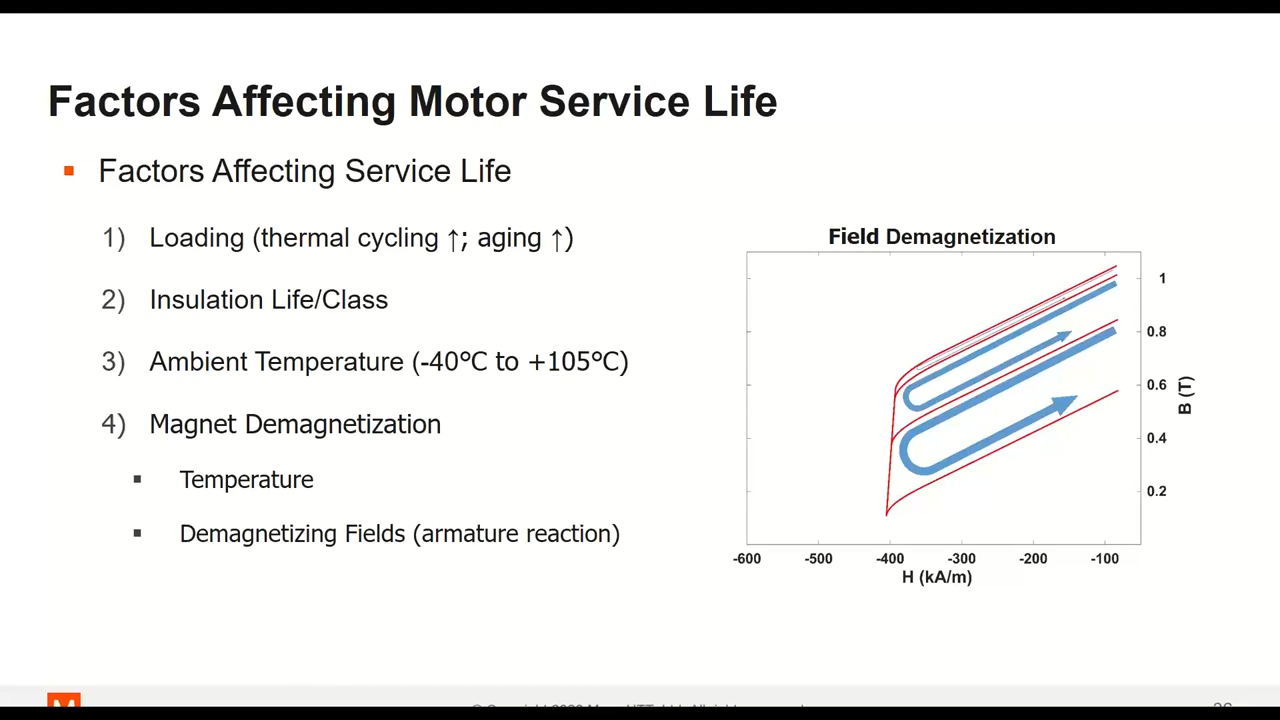 Factors Affecting Motor Service Life
▪ Factors Affecting Service Life
1) Loading (thermal cycling ↑; aging ↑)
2) Insulation Life/Class
3) Ambient Temperature (-40°C to +105°C)
4) Magnet Demagnetization
▪ Temperature
▪ Demagnetizing Fields (armature reaction)
Field Demagnetization
1
0.8
0.6
0.4
0.2
B (T)
-600 -500 -400 -300 -200 -100
H (kA/m)